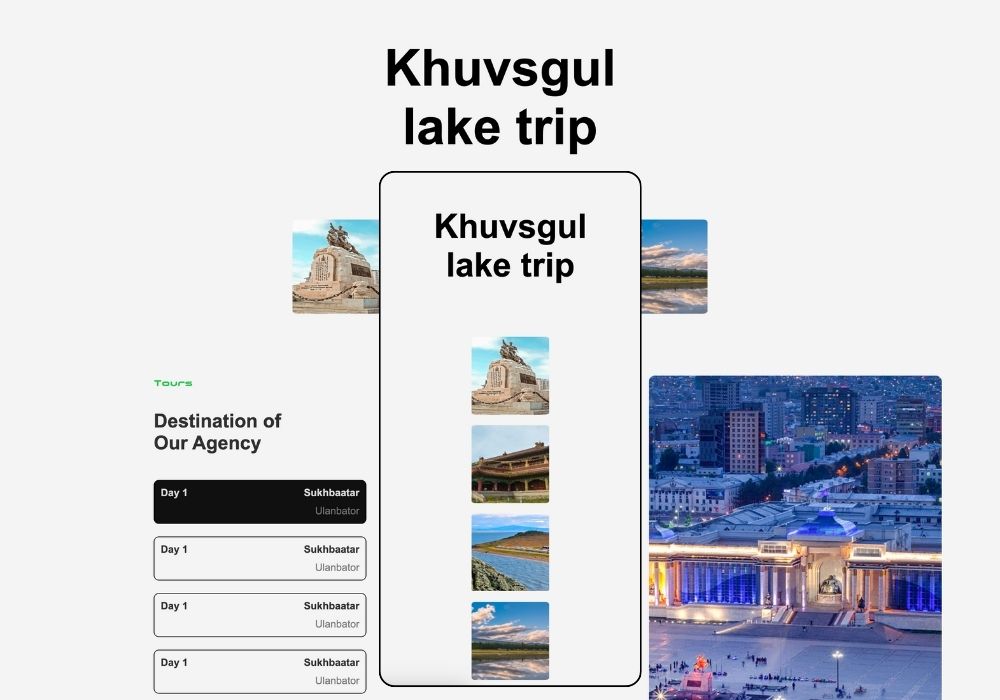 Khuvsgul
lake trip
Khuvsgul
lake trip
Tours
Destination of
Our Agency
Day 1 Sukhbaatar
Ulanbator
Day 1 Sukhbaatar
Ulanbator
Day 1 Sukhbaatar
Ulanbator
Day 1 Sukhbaatar
Ulanbator